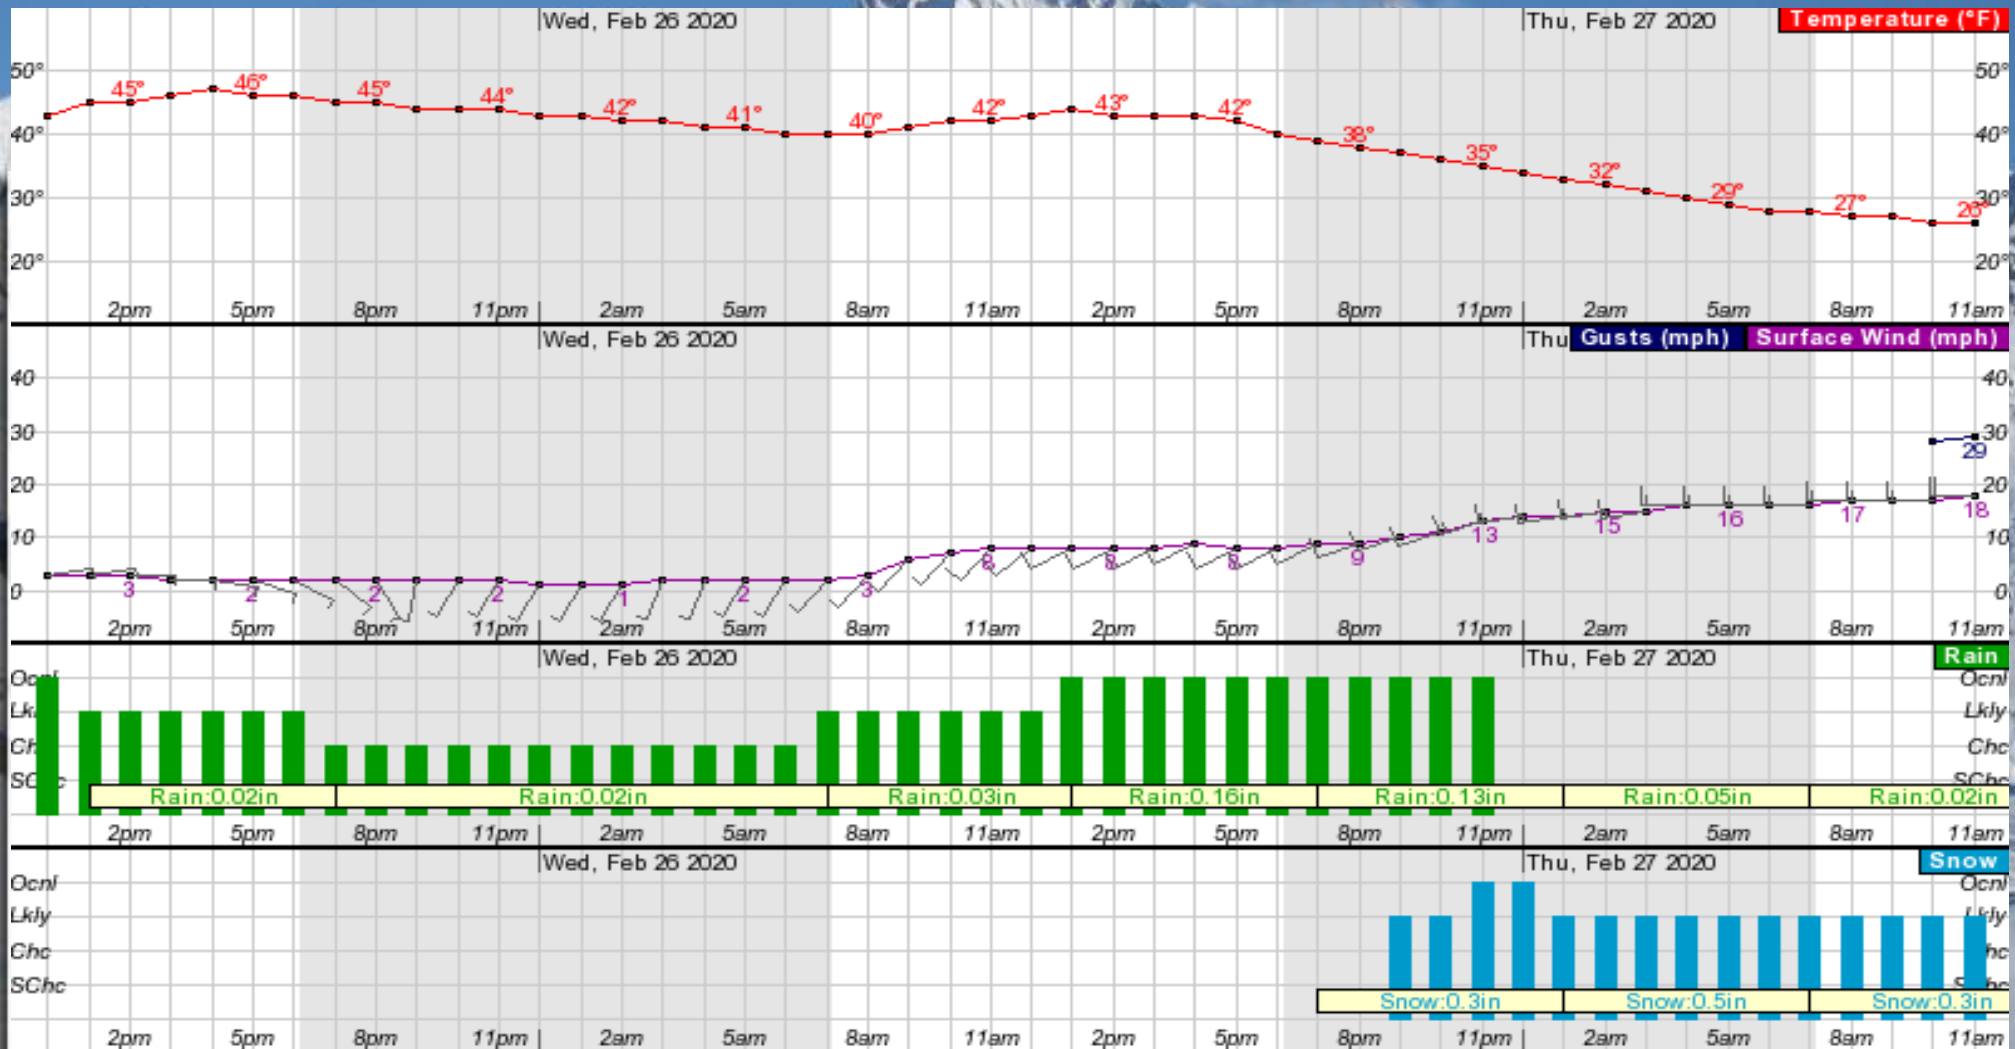 Wed, Feb 26 2020 Thu, Feb 27 2020 Temperature (°F)
50° 50°
45° 46° 45° 44° 42° 41° 40° 42° 43° 42° 38° 35° 32° 29° 27° 26°
40° 40°
30° 30°
20° 20°
2pm 5pm 8pm 11pm 2am 5am 8am 11am 2pm 5pm 8pm 11pm 2am 5am 8am 11am
Wed, Feb 26 2020 Thu Gusts (mph) Surface Wind (mph)
40 40
30 30
29
20 20
10 10
0 0
3 2 2 2 1 2 3 8 8 8 9 13 15 16 17 18
2pm 5pm 8pm 11pm 2am 5am 8am 11am 2pm 5pm 8pm 11pm 2am 5am 8am 11am
Wed, Feb 26 2020 Thu, Feb 27 2020 Rain
Ocnl
Lkly
Chc
SChc
Rain:0.02in Rain:0.02in Rain:0.03in Rain:0.16in Rain:0.13in Rain:0.05in Rain:0.02in
2pm 5pm 8pm 11pm 2am 5am 8am 11am 2pm 5pm 8pm 11pm 2am 5am 8am 11am
Wed, Feb 26 2020 Thu, Feb 27 2020 Snow
Ocnl Ocnl
Lkly Lkly
Chc
SChc
Snow:0.3in Snow:0.5in Snow:0.3in
2pm 5pm 8pm 11pm 2am 5am 8am 11am 2pm 5pm 8pm 11pm 2am 5am 8am 11am